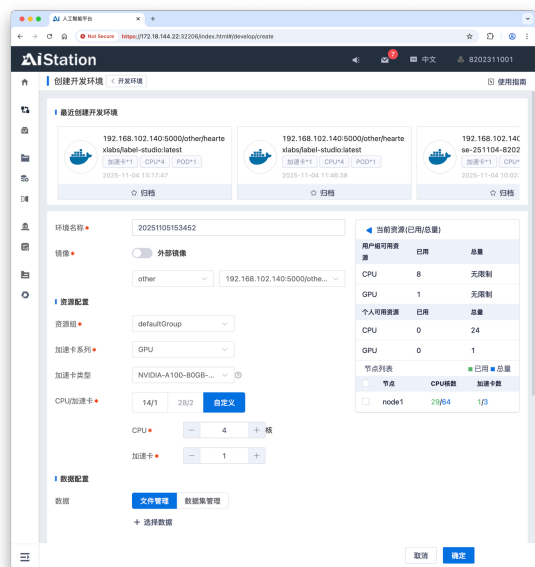 人工智能平台
Not Secure https://172.18.144.22:32206/index.html#/develop/create
AiStation
7
中文
8202311001
创建开发环境 < 开发环境
使用指南
最近创建开发环境
192.168.102.140:5000/other/hearte
xlabs/label-studio:latest
加速卡*1 CPU*4 POD*1
2025-11-04 13:17:47
归档
192.168.102.140:5000/other/hearte
xlabs/label-studio:latest
加速卡*1 CPU*4 POD*1
2025-11-04 11:46:38
归档
192.168.102.140
se-251104-8202
加速卡*1 CPU*
2025-11-04 10:02:
归档
环境名称 20251105153452
镜像 外部镜像
other 192.168.102.140:5000/othe...
资源配置
资源组 defaultGroup
加速卡系列 GPU
加速卡类型 NVIDIA-A100-80GB-...
CPU/加速卡 14/1 28/2 自定义
CPU − 4 + 核
加速卡 − 1 +
数据配置
数据 文件管理 数据集管理
+ 选择数据
当前资源(已用/总量)
用户组可用资源 已用 总量
CPU 8 无限制
GPU 1 无限制
个人可用资源 已用 总量
CPU 0 24
GPU 0 1
节点列表 已用 总量
节点 CPU核数 加速卡数
node1 29/64 1/3
取消 确定